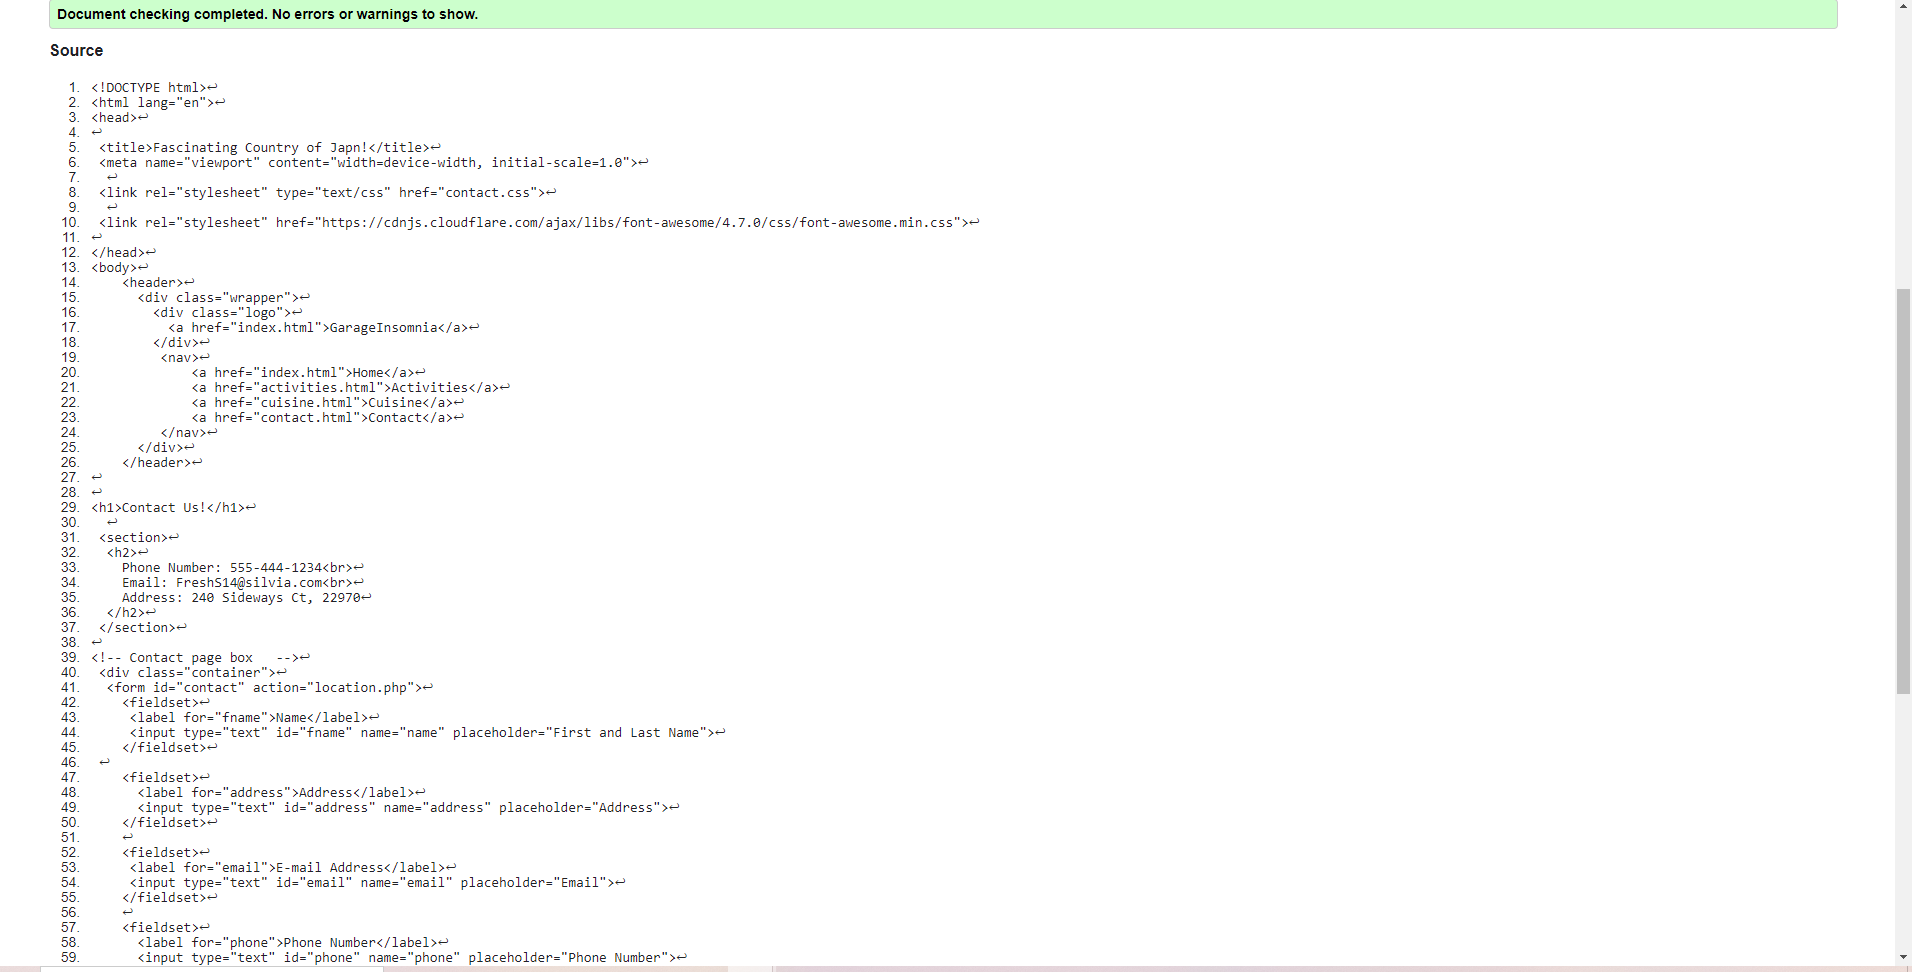 Document checking completed. No errors or warnings to show.
Source
1. <!DOCTYPE html>↩
2. <html lang="en">↩
3. <head>↩
4. ↩
5.  <title>Fascinating Country of Japn!</title>↩
6.  <meta name="viewport" content="width=device-width, initial-scale=1.0">↩
7.   ↩
8.  <link rel="stylesheet" type="text/css" href="contact.css">↩
9.   ↩
10.  <link rel="stylesheet" href="https://cdnjs.cloudflare.com/ajax/libs/font-awesome/4.7.0/css/font-awesome.min.css">↩
11. ↩
12. </head>↩
13. <body>↩
14.     <header>↩
15.       <div class="wrapper">↩
16.         <div class="logo">↩
17.           <a href="index.html">GarageInsomnia</a>↩
18.         </div>↩
19.          <nav>↩
20.              <a href="index.html">Home</a>↩
21.              <a href="activities.html">Activities</a>↩
22.              <a href="cuisine.html">Cuisine</a>↩
23.              <a href="contact.html">Contact</a>↩
24.          </nav>↩
25.       </div>↩
26.     </header>↩
27. ↩
28. ↩
29. <h1>Contact Us!</h1>↩
30.   ↩
31.  <section>↩
32.   <h2>↩
33.     Phone Number: 555-444-1234<br>↩
34.     Email: FreshS14@silvia.com<br>↩
35.     Address: 240 Sideways Ct, 22970↩
36.   </h2>↩
37.  </section>↩
38. ↩
39. <!-- Contact page box   -->↩
40.  <div class="container">↩
41.   <form id="contact" action="location.php">↩
42.     <fieldset>↩
43.      <label for="fname">Name</label>↩
44.      <input type="text" id="fname" name="name" placeholder="First and Last Name">↩
45.     </fieldset>↩
46.  ↩
47.     <fieldset>↩
48.       <label for="address">Address</label>↩
49.       <input type="text" id="address" name="address" placeholder="Address">↩
50.     </fieldset>↩
51.     ↩
52.     <fieldset>↩
53.      <label for="email">E-mail Address</label>↩
54.      <input type="text" id="email" name="email" placeholder="Email">↩
55.     </fieldset>↩
56.     ↩
57.     <fieldset>↩
58.       <label for="phone">Phone Number</label>↩
59.       <input type="text" id="phone" name="phone" placeholder="Phone Number">↩